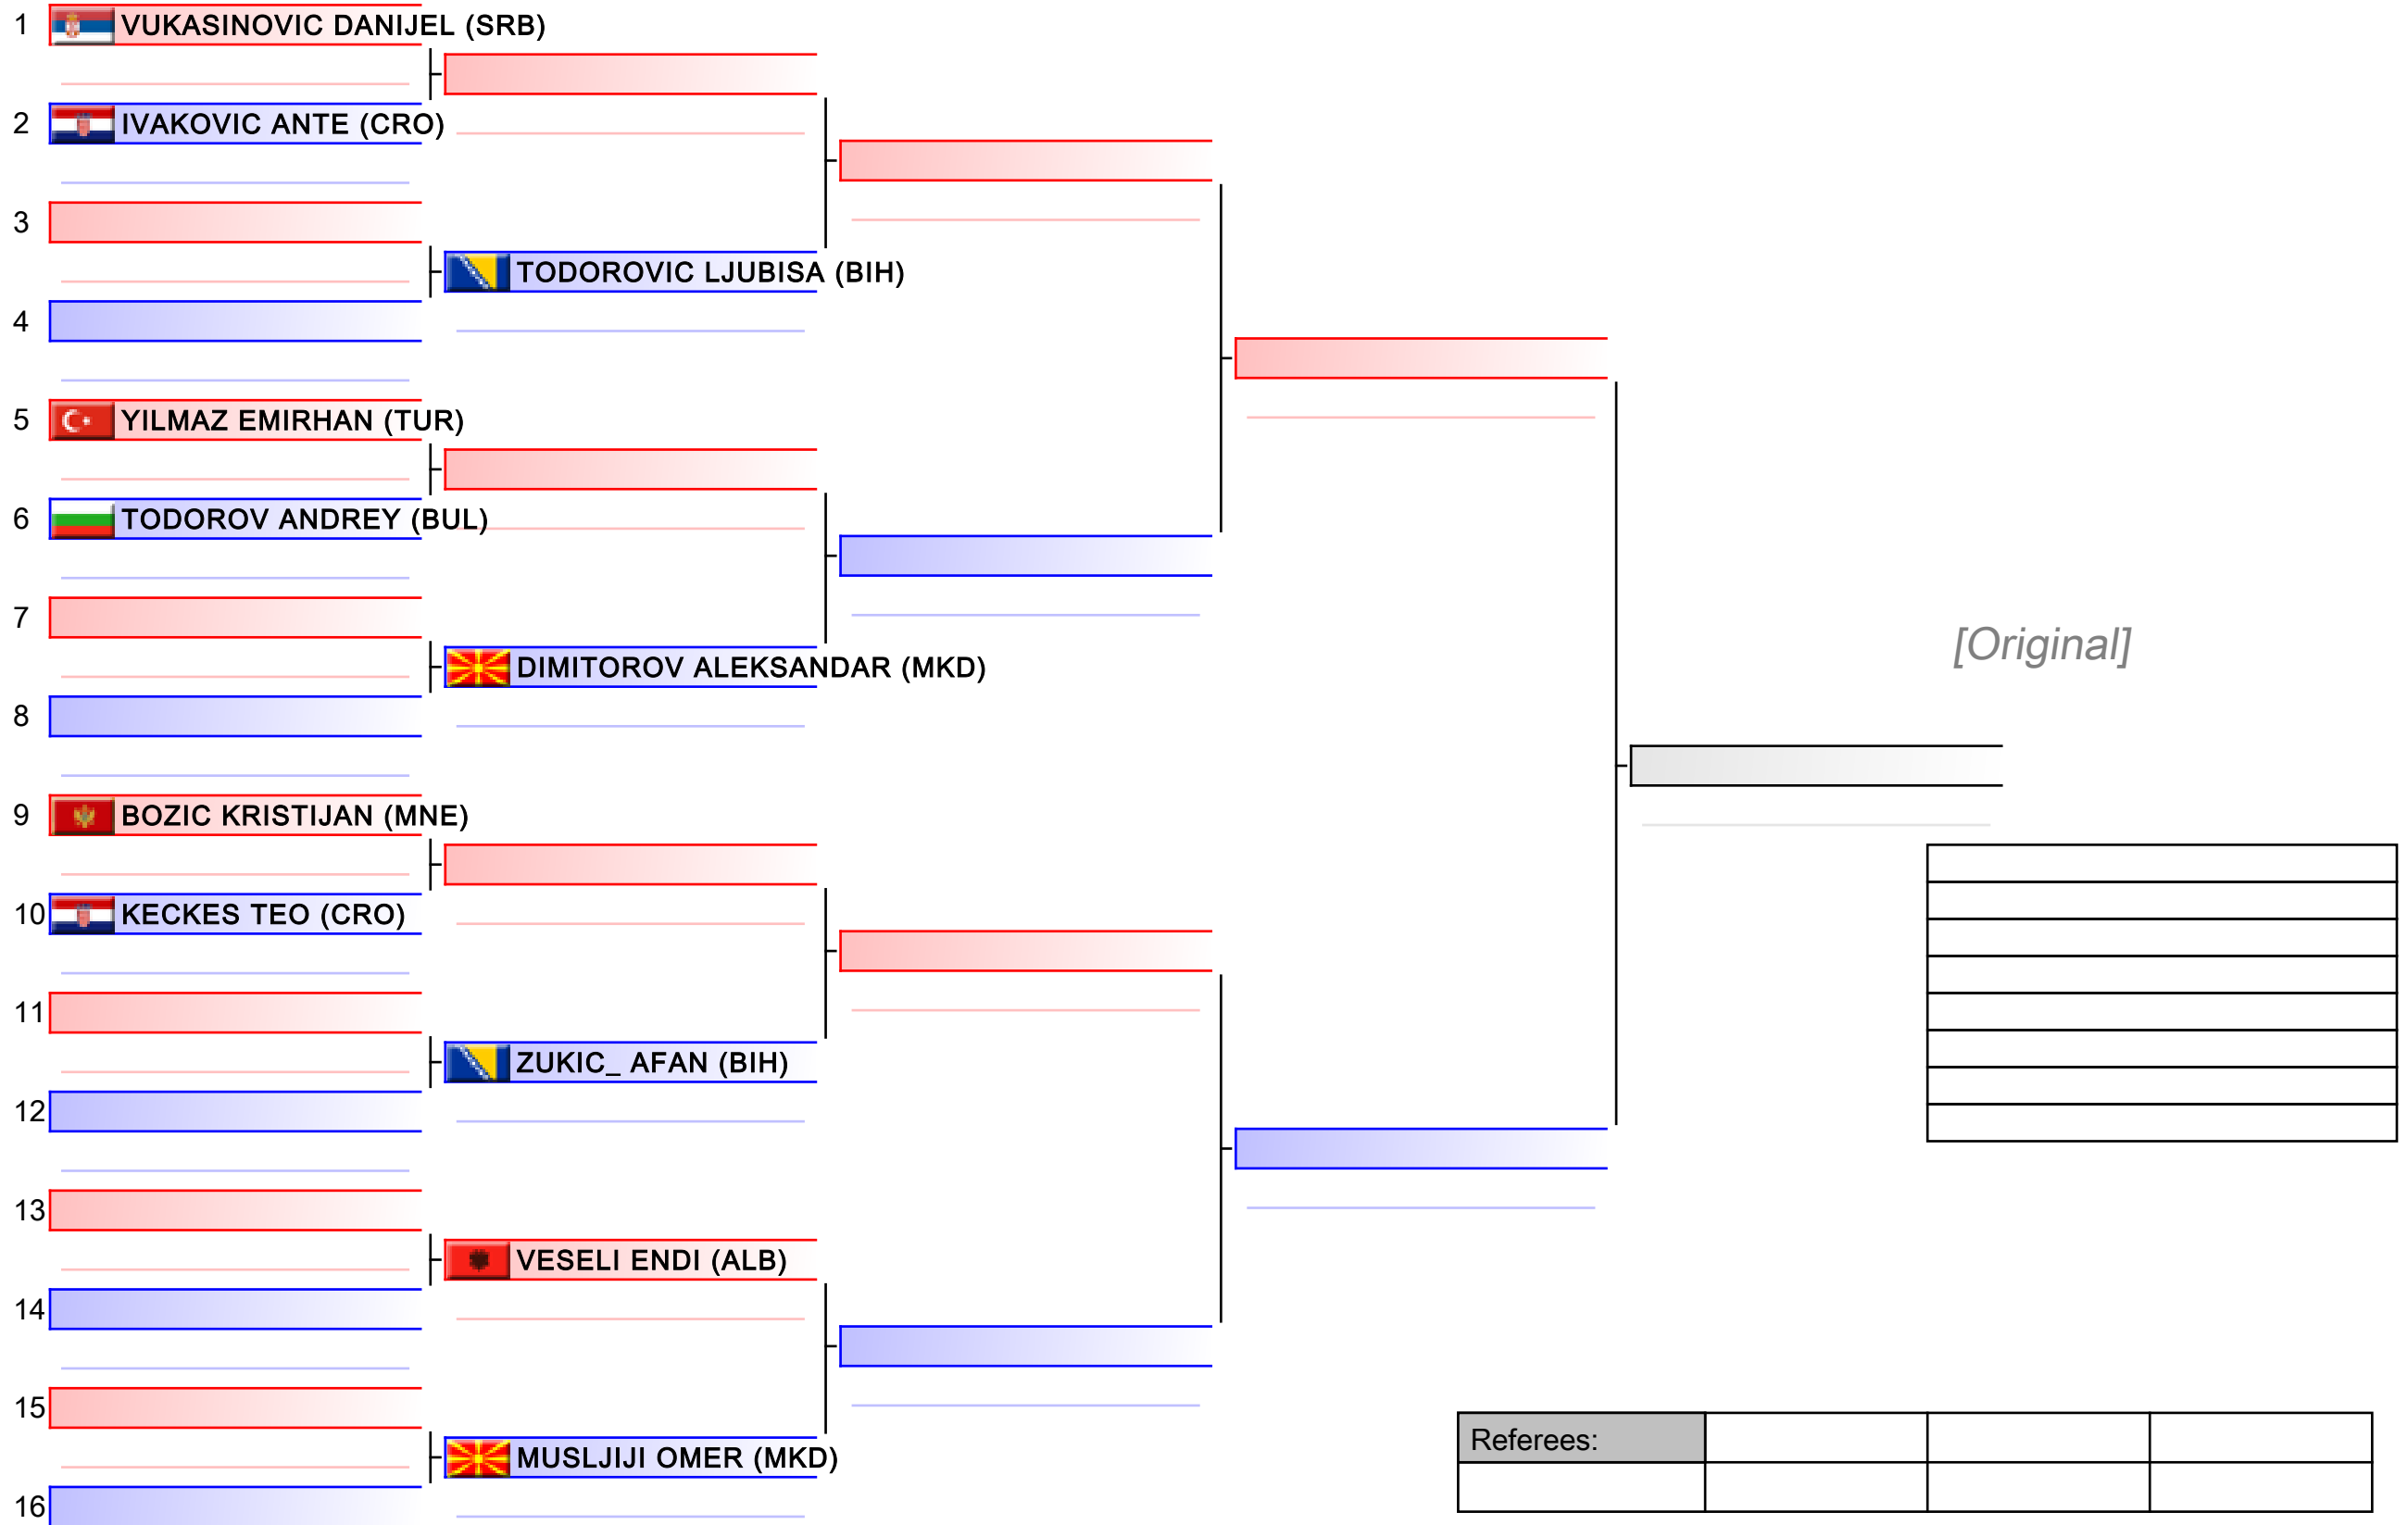 1 VUKASINOVIC DANIJEL (SRB)
2 IVAKOVIC ANTE (CRO)
3
TODOROVIC LJUBISA (BIH)
4
5 YILMAZ EMIRHAN (TUR)
6 TODOROV ANDREY (BUL)
7
[Original]
DIMITOROV ALEKSANDAR (MKD)
8
9 BOZIC KRISTIJAN (MNE)
10 KECKES TEO (CRO)
11
ZUKIC_ AFAN (BIH)
12
13
VESELI ENDI (ALB)
14
15
Referees:
MUSLJIJI OMER (MKD)
16